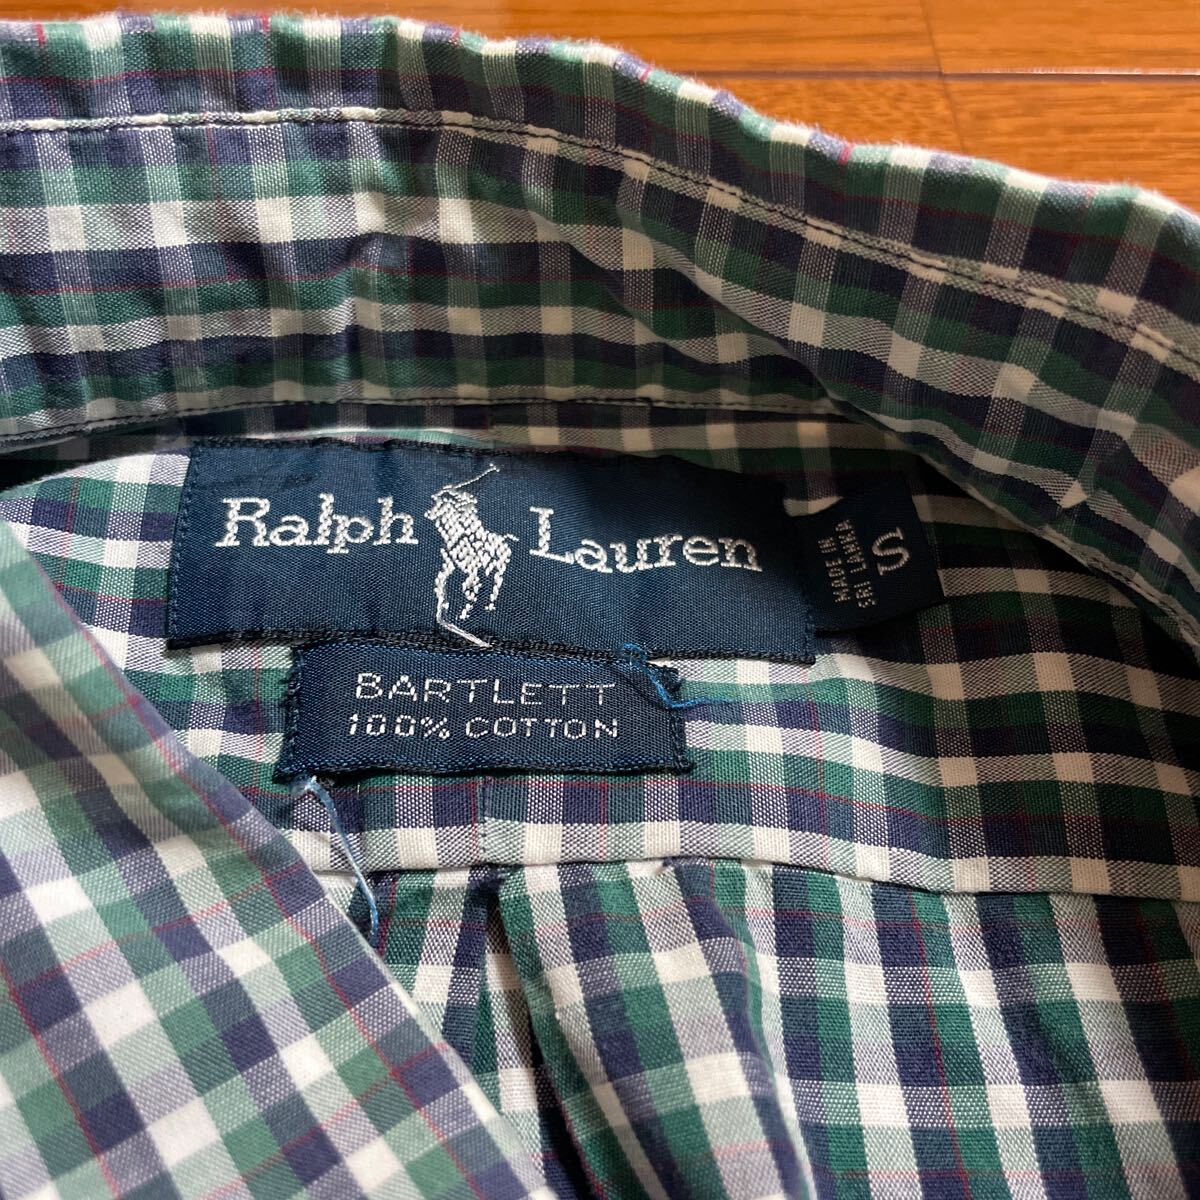 Ralph Lauren
MADE IN
SRI LANKA
S
BARTLETT
100% COTTON